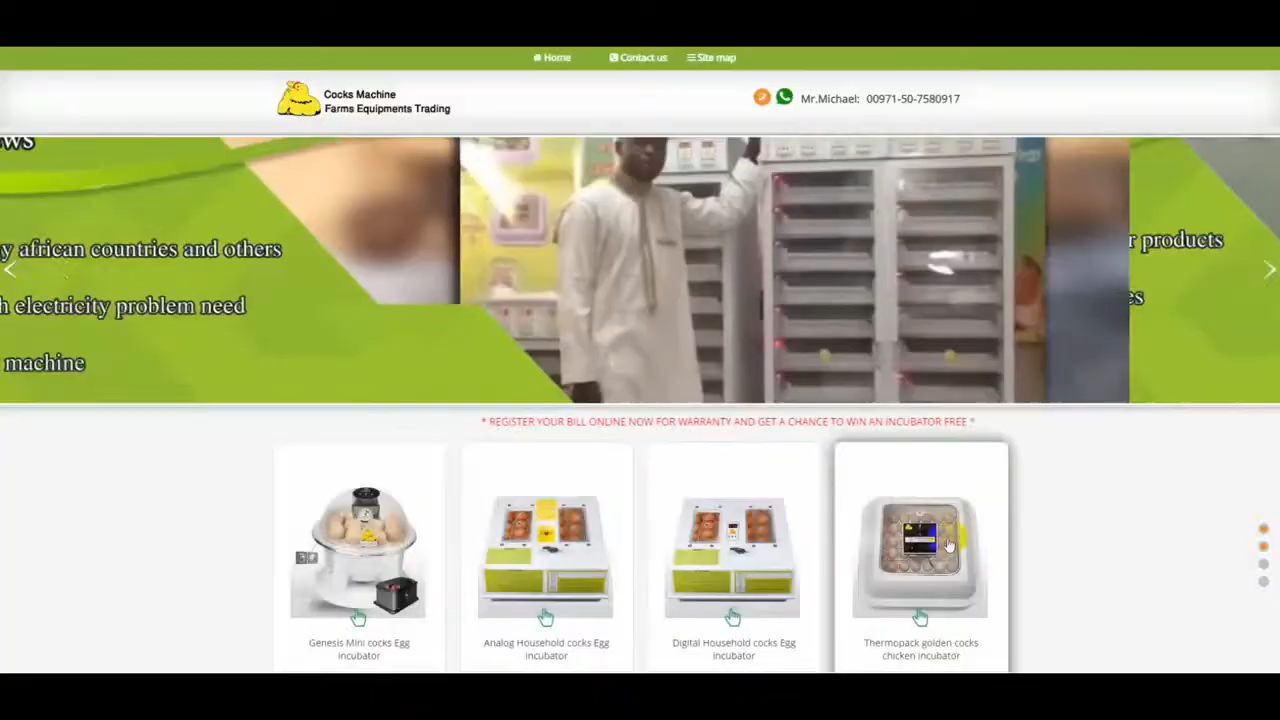 Home Contact us Site map
Cocks Machine
Farms Equipments Trading
Mr.Michael: 00971-50-7580917
ws
y african countries and others
r products
h electricity problem need
es
machine
* REGISTER YOUR BILL ONLINE NOW FOR WARRANTY AND GET A CHANCE TO WIN AN INCUBATOR FREE *
Genesis Mini cocks Egg
incubator
Analog Household cocks Egg
incubator
Digital Household cocks Egg
incubator
Thermopack golden cocks
chicken incubator